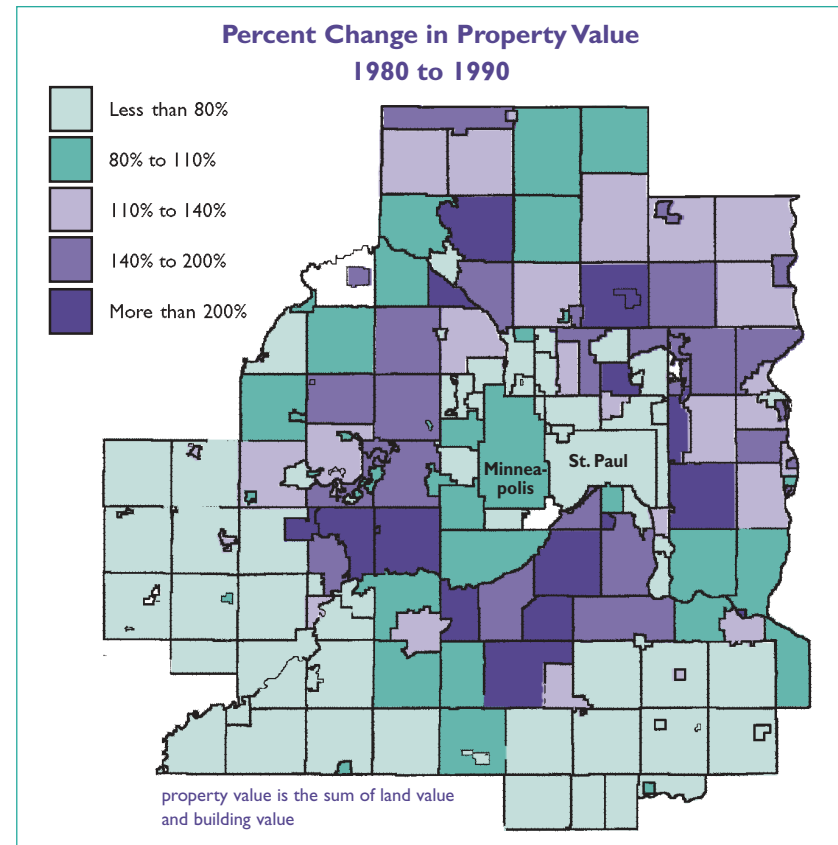 Percent Change in Property Value
1980 to 1990
Less than 80%
80% to 110%
110% to 140%
140% to 200%
More than 200%
Minnea-
polis
St. Paul
property value is the sum of land value
and building value